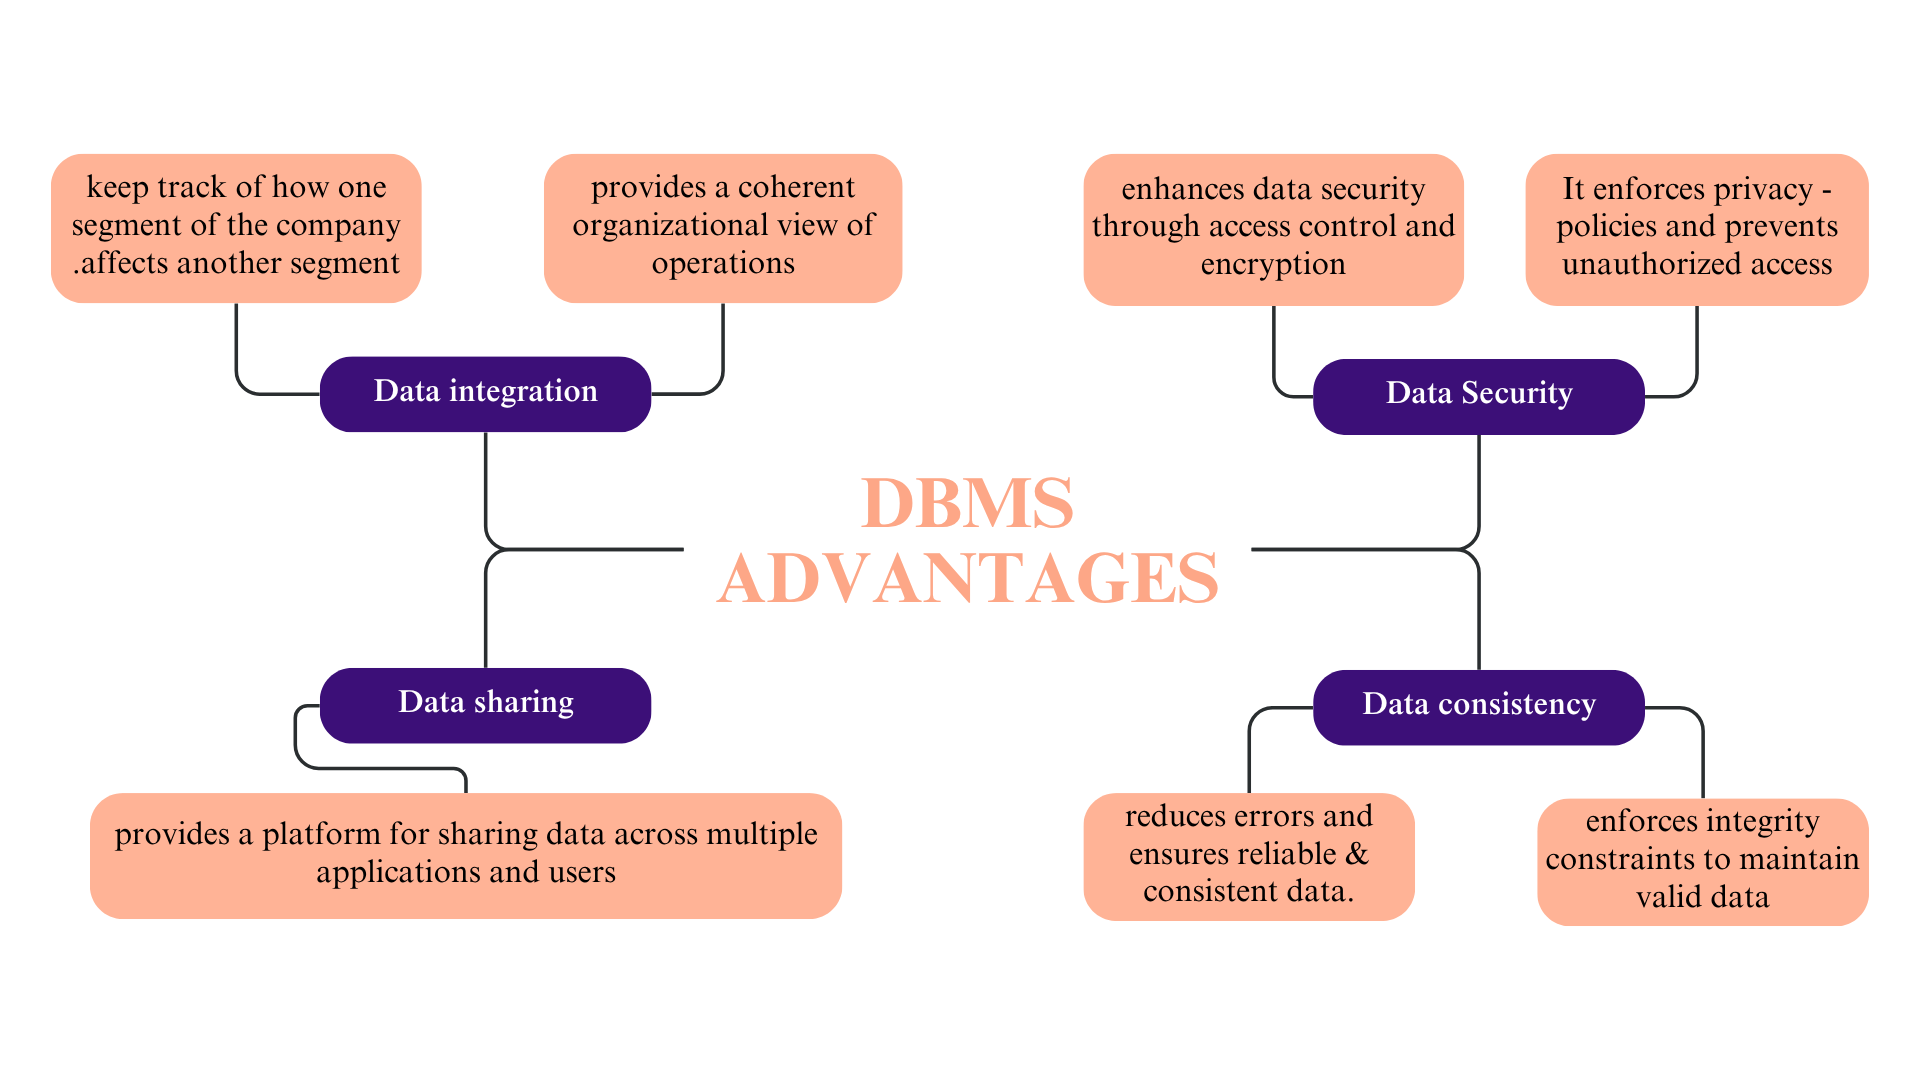 keep track of how one
segment of the company
.affects another segment
provides a coherent
organizational view of
operations
Data integration
enhances data security
through access control and
encryption
It enforces privacy -
policies and prevents
unauthorized access
Data Security
DBMS
ADVANTAGES
Data sharing
provides a platform for sharing data across multiple
applications and users
Data consistency
reduces errors and
ensures reliable &
consistent data.
enforces integrity
constraints to maintain
valid data